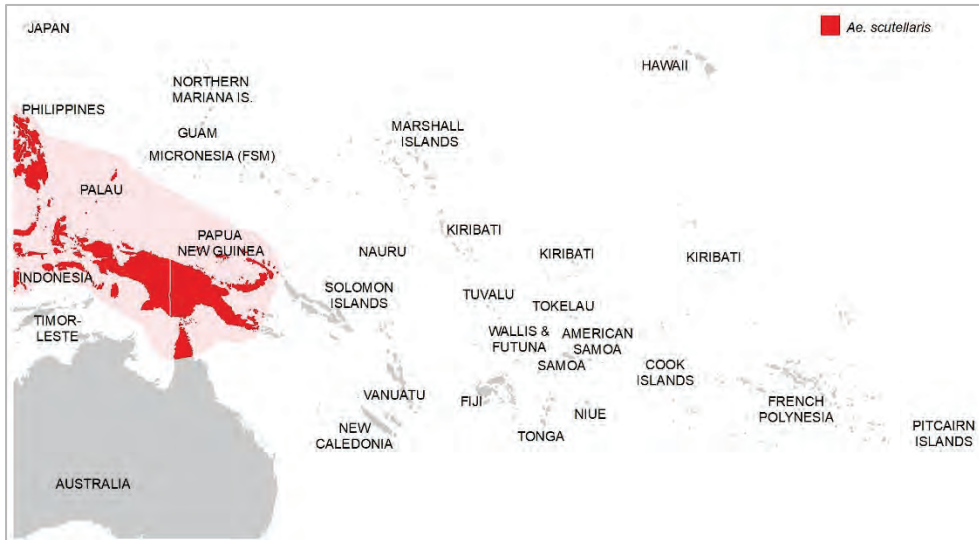 JAPAN
Ae. scutellaris
HAWAII
NORTHERN
MARIANA IS.
PHILIPPINES
GUAM
MARSHALL
ISLANDS
MICRONESIA (FSM)
PALAU
KIRIBATI
PAPUA
NEW GUINEA
NAURU
KIRIBATI
KIRIBATI
INDONESIA
SOLOMON
ISLANDS
TUVALU
TOKELAU
TIMOR-
LESTE
WALLIS &
FUTUNA
AMERICAN
SAMOA
SAMOA
COOK
ISLANDS
VANUATU
FIJI
NIUE
FRENCH
POLYNESIA
NEW
CALEDONIA
TONGA
PITCAIRN
ISLANDS
AUSTRALIA